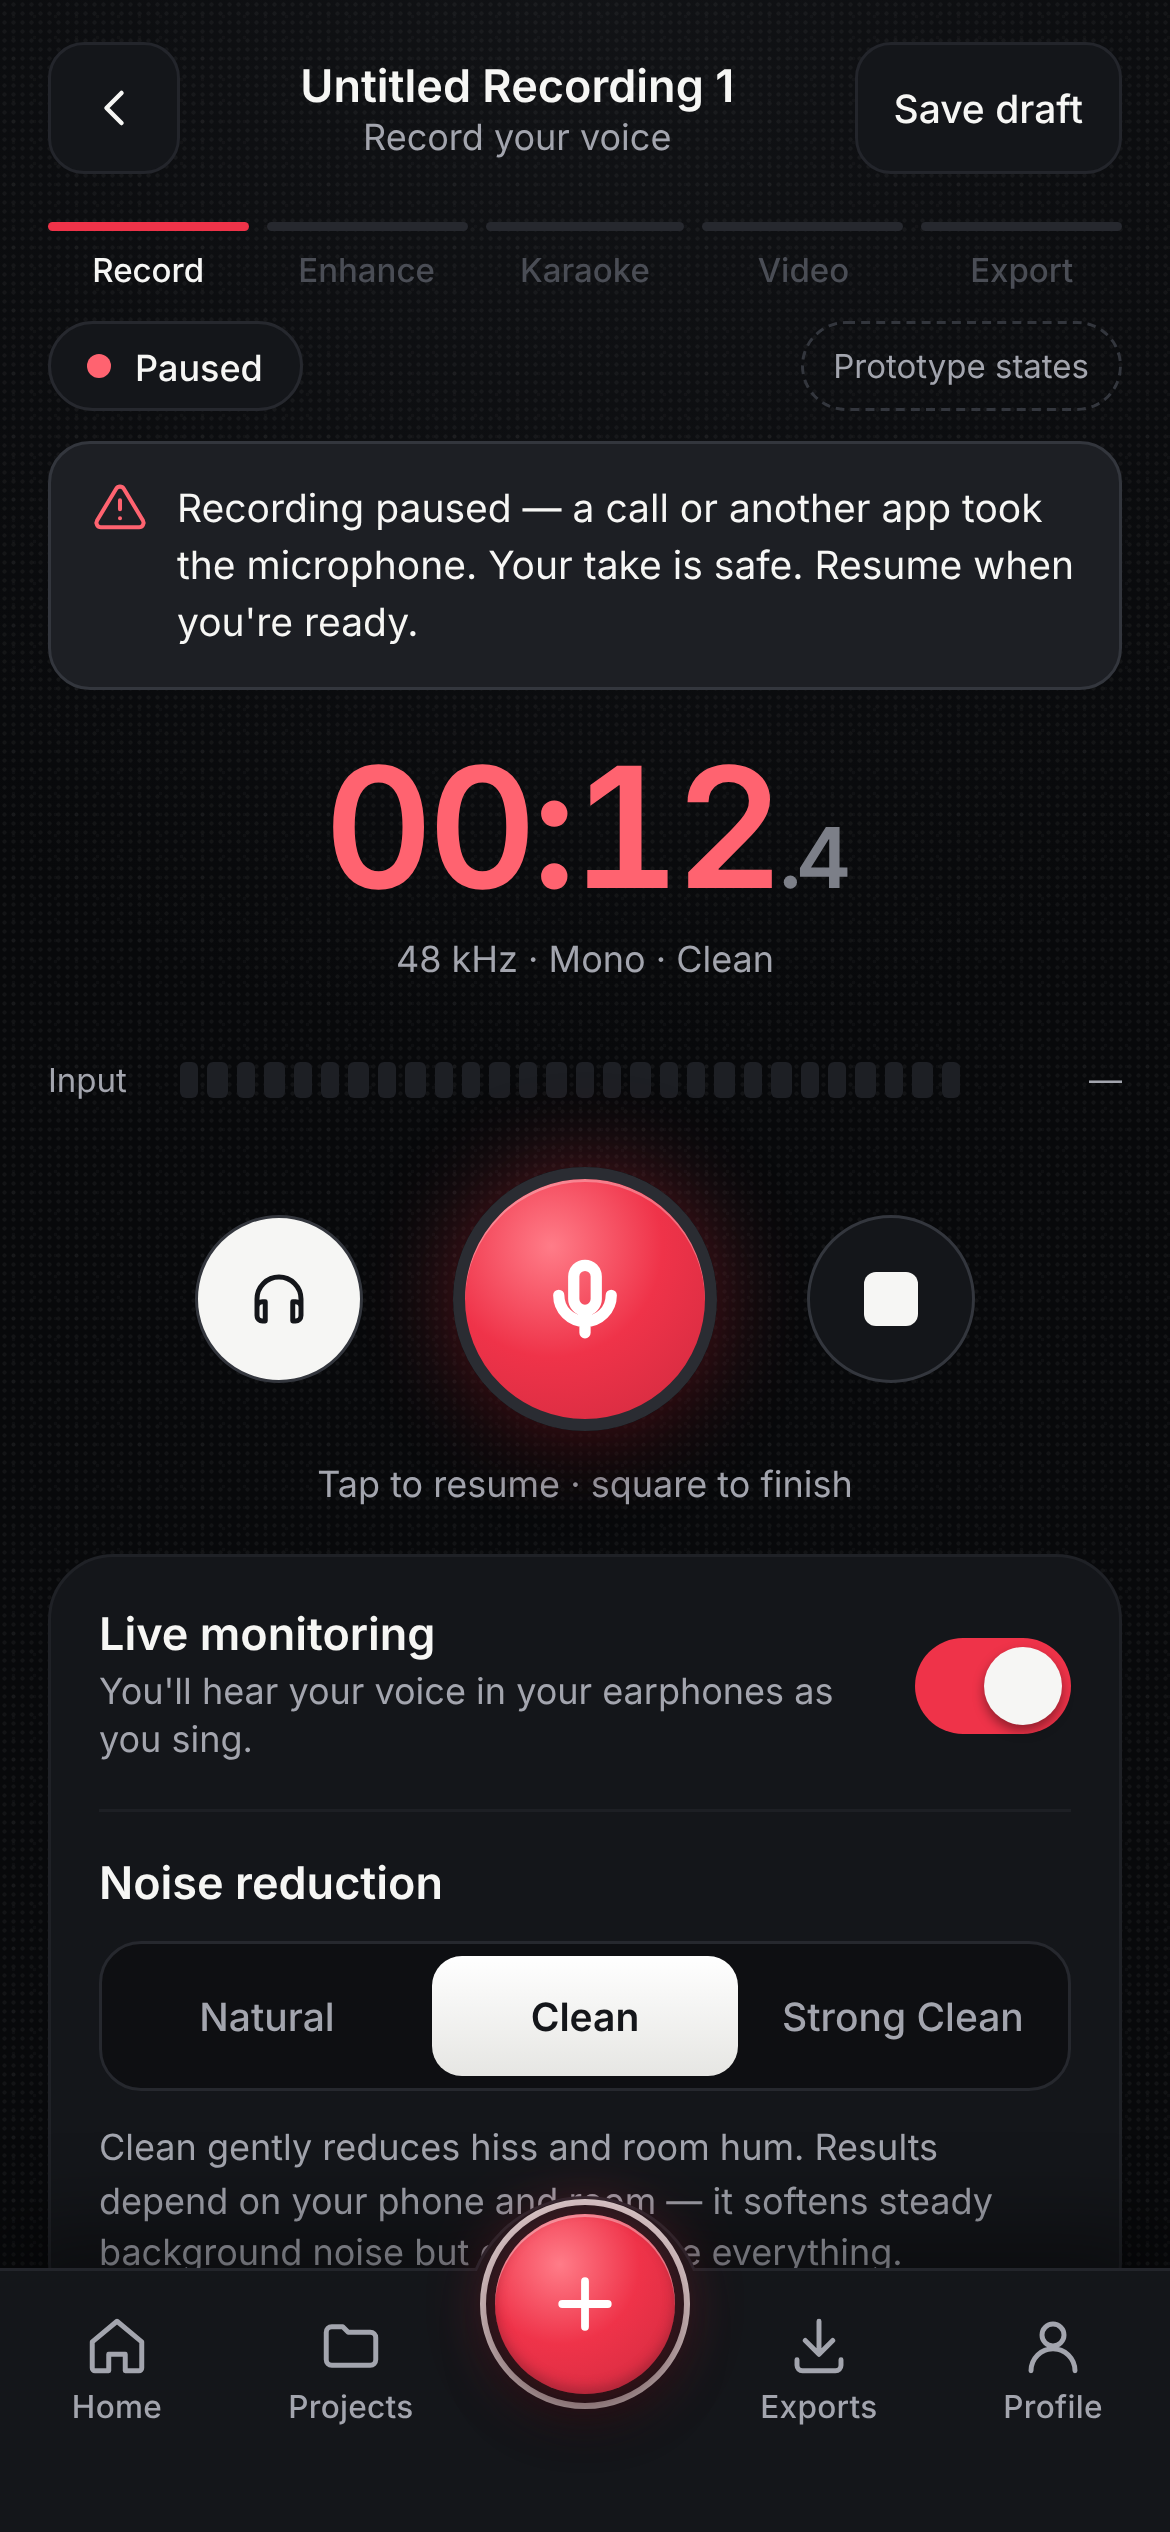 Untitled Recording 1
Record your voice
Save draft
Record
Enhance
Karaoke
Video
Export
Paused
Prototype states
Recording paused — a call or another app took
the microphone. Your take is safe. Resume when
you're ready.
00:12.4
48 kHz · Mono · Clean
Input
—
Tap to resume · square to finish
Live monitoring
You'll hear your voice in your earphones as
you sing.
Noise reduction
Natural
Clean
Strong Clean
Clean gently reduces hiss and room hum. Results
depend on your phone and room — it softens steady
background noise but everything.
Home
Projects
Exports
Profile